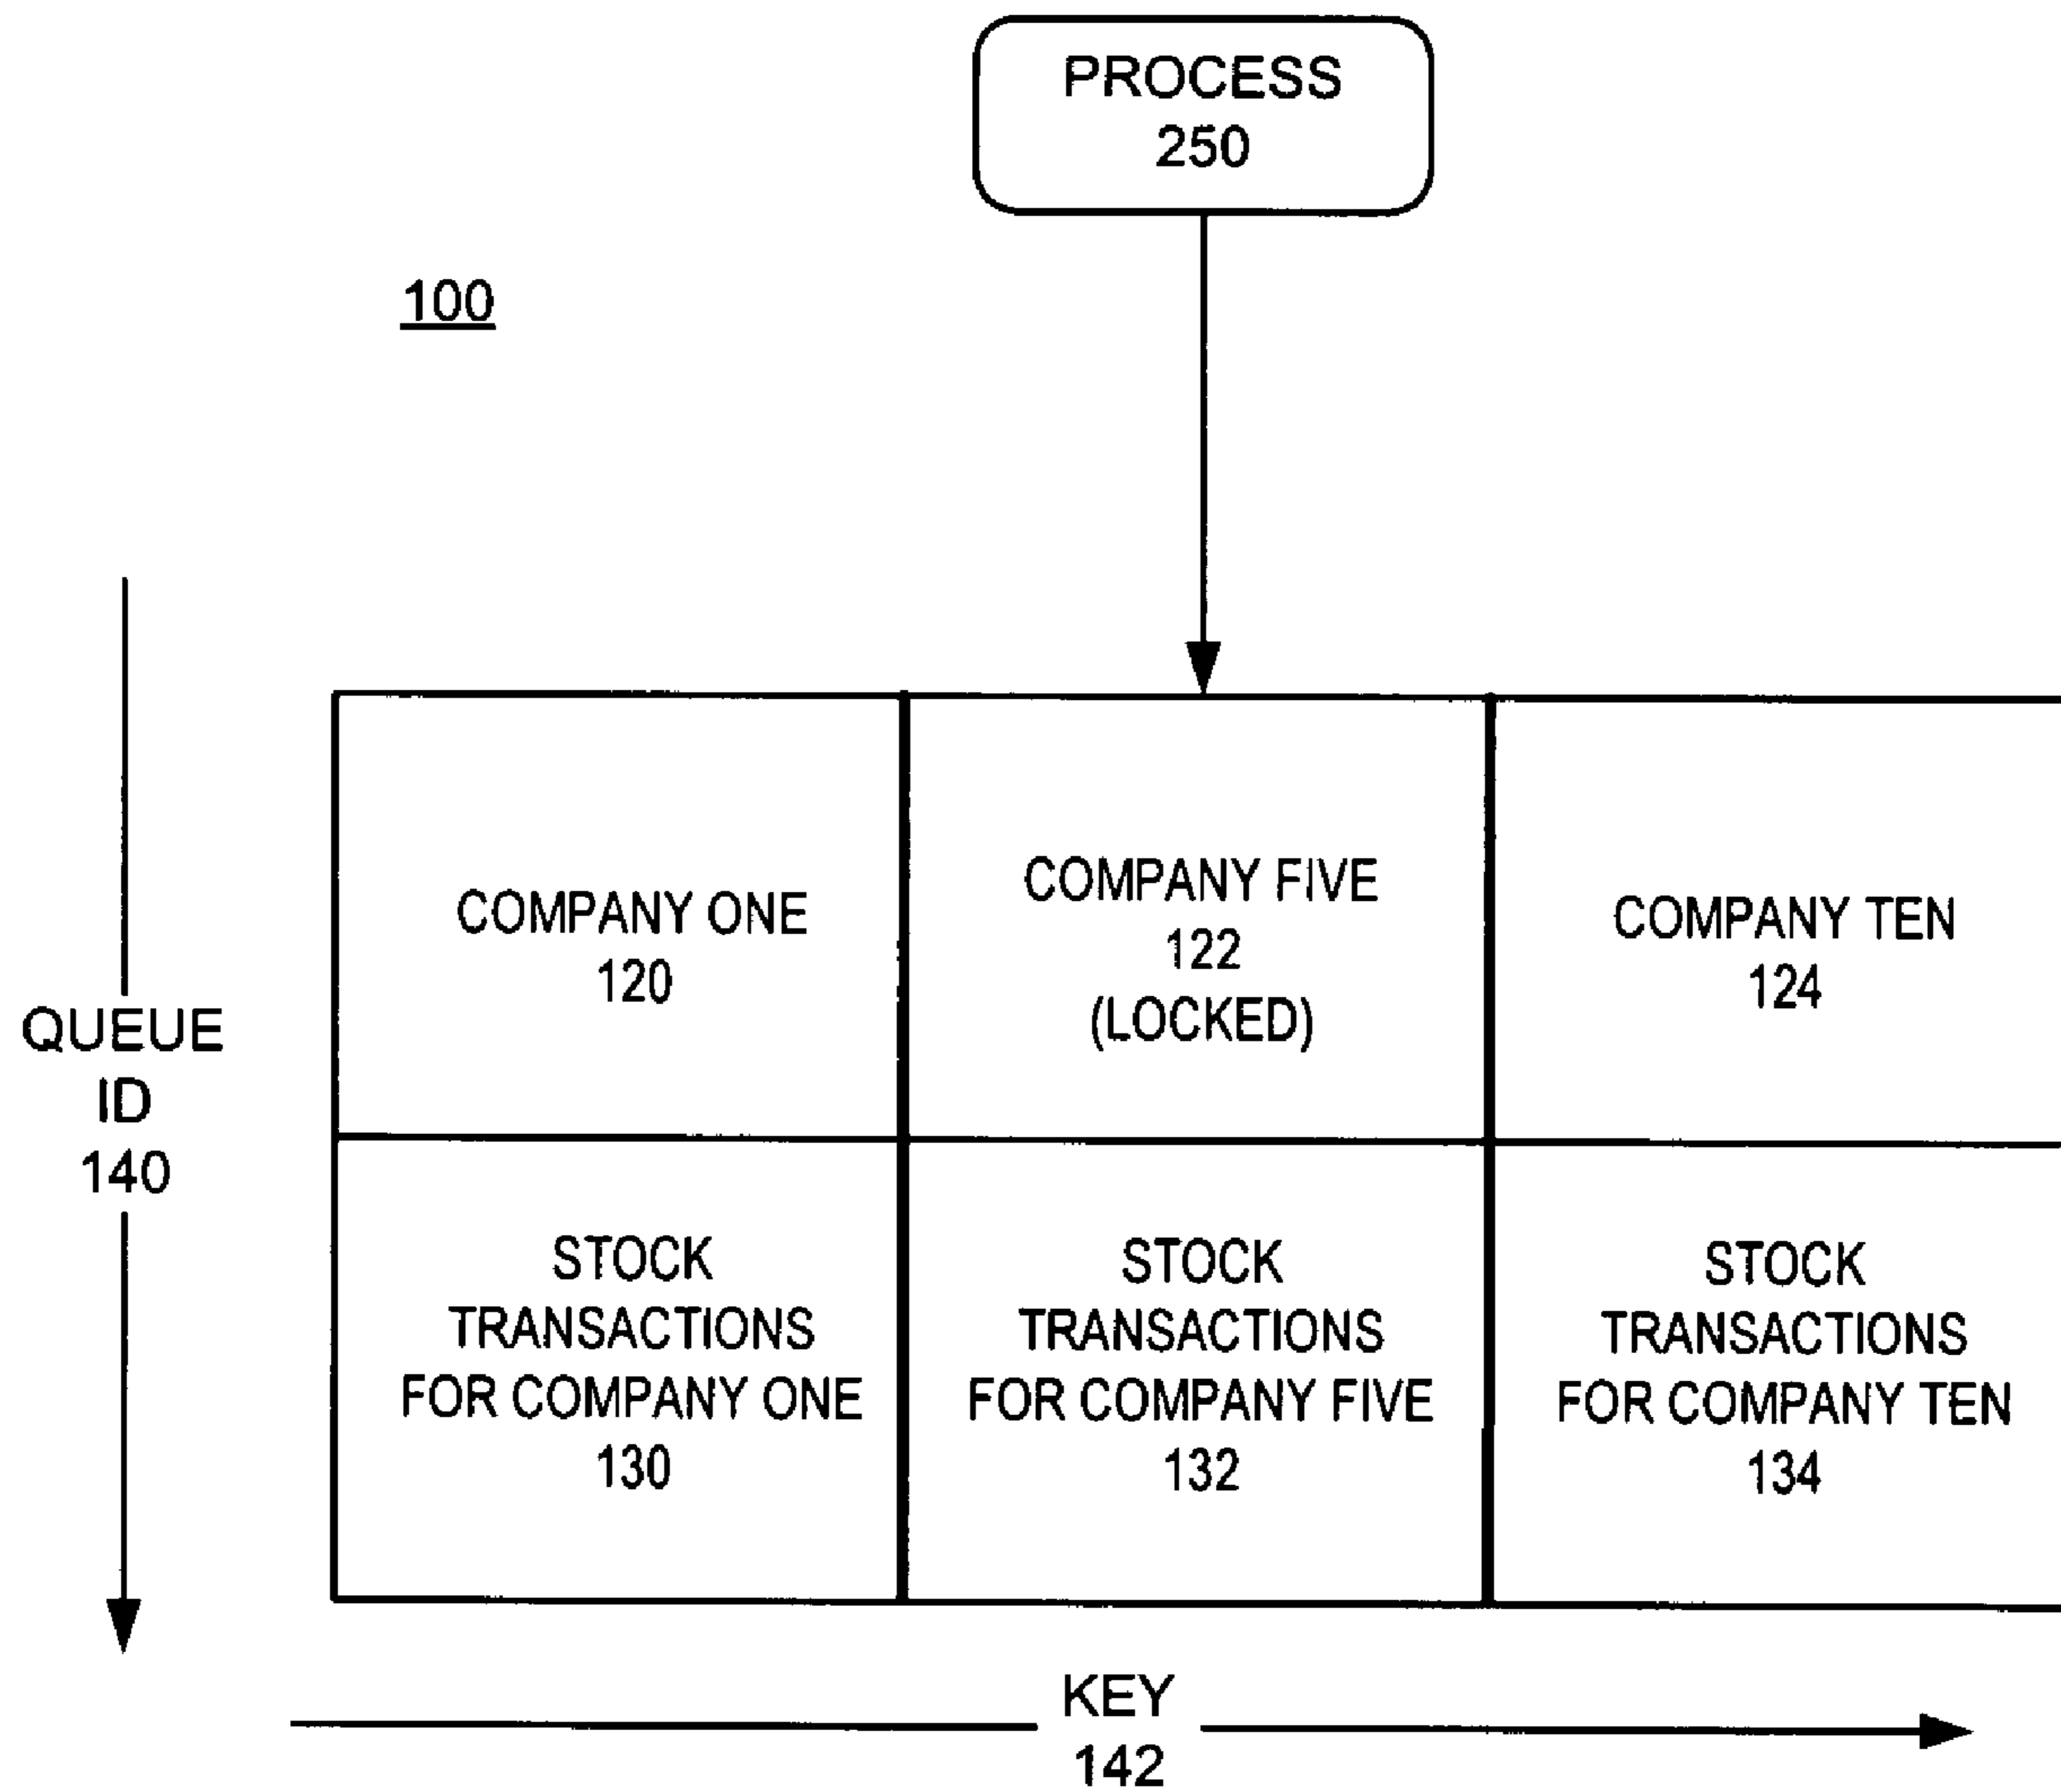 PROCESS
250
100
COMPANY ONE
120
COMPANY FIVE
122
(LOCKED)
COMPANY TEN
124
QUEUE
ID
140
STOCK
TRANSACTIONS
FOR COMPANY ONE
130
STOCK
TRANSACTIONS
FOR COMPANY FIVE
132
STOCK
TRANSACTIONS
FOR COMPANY TEN
134
KEY
142